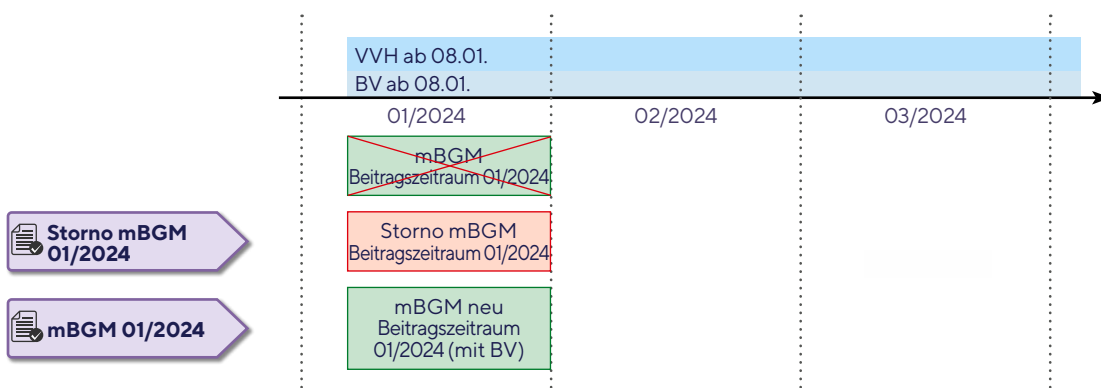 VVH ab 08.01.
BV ab 08.01.
01/2024
02/2024
03/2024
mBGM
Beitragszeitraum 01/2024
Storno mBGM
01/2024
Storno mBGM
Beitragszeitraum 01/2024
mBGM 01/2024
mBGM neu
Beitragszeitraum
01/2024 (mit BV)